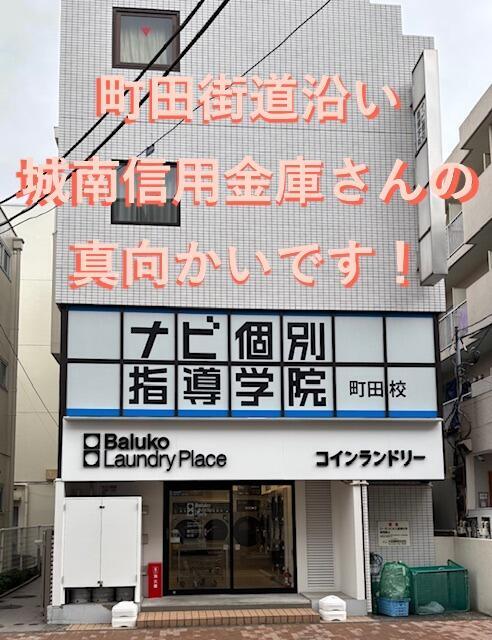 町田街道沿い
城南信用金庫さんの
真向かいです！
ナビ個別
指導学院 町田校
Baluko
Laundry Place
コインランドリー
Baluko
Laundry